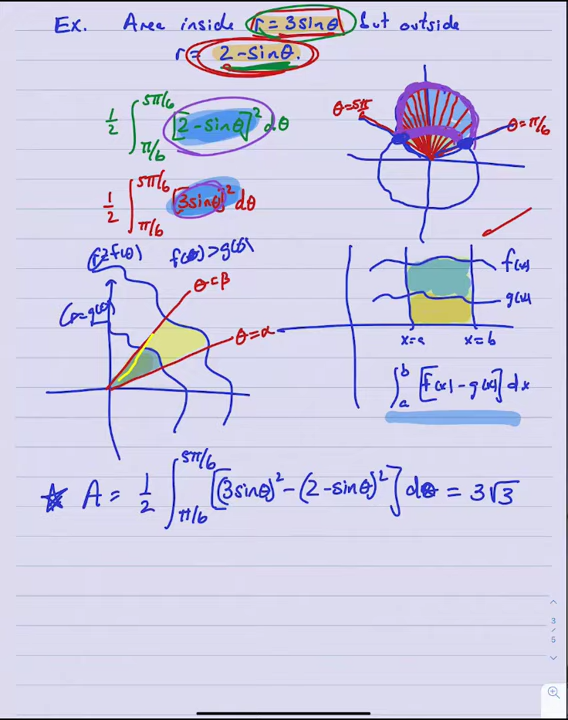 Ex. Area inside r = 3sinθ but outside
r = 2 - sinθ.
θ = 5π/6
θ = π/6
1/2 ∫_{π/6}^{5π/6} [2 - sinθ]² dθ
1/2 ∫_{π/6}^{5π/6} [3sinθ]² dθ
r = f(θ) f(θ) > g(θ)
θ = β
r = g(θ)
θ = α
f(x)
g(x)
x = a x = b
∫_a^b [f(x) - g(x)] dx
☆ A = 1/2 ∫_{π/6}^{5π/6} [(3sinθ)² - (2 - sinθ)²] dθ = 3√3
3
/
5